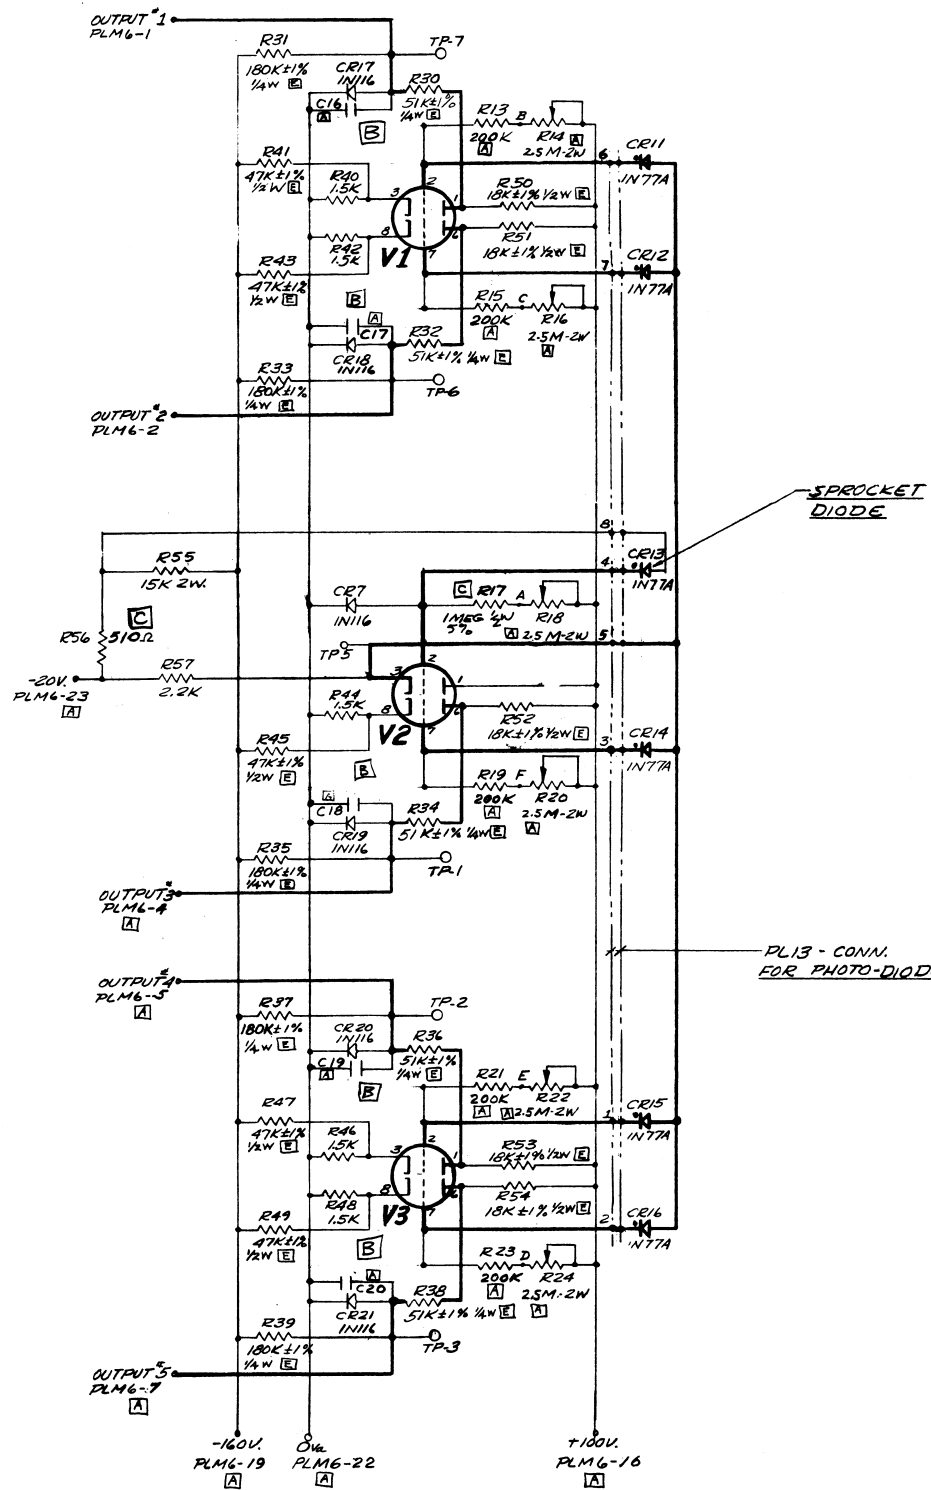 OUTPUT #1
PLM6-1
R31
180K±1%
1/4W E
TP-7
CR17
1N116
C16
A
B
R30
51K±1%
1/4W E
R13
200K
A
B
R14
A
2.5M-2W
6
CR11
1N77A
R41
47K±1%
1/2W E
R40
1.5K
3
2
1
R50
18K±1% 1/2W E
R42
1.5K
8
V1
7
6
R51
18K±1% 1/2W E
R43
47K±1%
1/2W E
7
CR12
1N77A
B
A
C17
R15
200K
A
C
R16
2.5M-2W
A
CR18
1N116
R32
51K±1% 1/4W E
R33
180K±1%
1/4W E
TP-6
OUTPUT #2
PLM6-2
SPROCKET
DIODE
8
R55
15K 2W.
CR13
4
1N77A
C
R56
510Ω
CR7
1N116
C
R17
1MEG 1/2W
5%
A
R18
A 2.5M-2W
5
TP5
-20V.
PLM6-23
A
R57
2.2K
3
2
1
R44
1.5K
8
V2
7
6
R52
18K±1% 1/2W E
R45
47K±1%
1/2W E
3
CR14
1N77A
B
A
C18
R19
200K
A
F
R20
2.5M-2W
A
CR19
1N116
R34
51K±1% 1/4W E
R35
180K±1%
1/4W E
TP-1
OUTPUT #3
PLM6-4
A
PL13 - CONN.
FOR PHOTO-DIOD
OUTPUT #4
PLM6-5
A
R37
180K±1%
1/4W E
TP-2
CR20
1N116
C19
A
B
R36
51K±1%
1/4W E
R21
200K
A
E
R22
A 2.5M-2W
1
CR15
1N77A
R47
47K±1%
1/2W E
R46
1.5K
3
2
1
R53
18K±1% 1/2W E
R48
1.5K
8
V3
7
6
R54
18K±1% 1/2W E
R49
47K±1%
1/2W E
2
CR16
1N77A
B
A
C20
R23
200K
A
D
R24
2.5M-2W
A
CR21
1N116
R38
51K±1% 1/4W E
R39
180K±1%
1/4W E
TP-3
OUTPUT #5
PLM6-7
A
-160V.
PLM6-19
A
0Va
PLM6-22
A
+100V.
PLM6-16
A